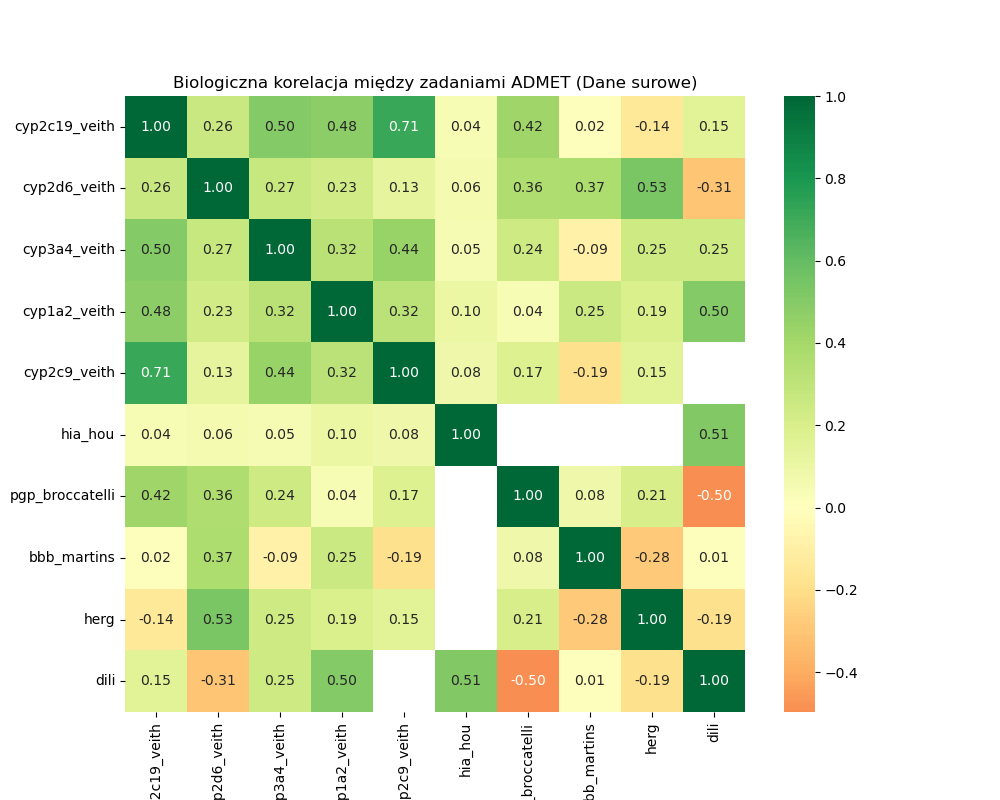 Biologiczna korelacja między zadaniami ADMET (Dane surowe)
cyp2c19_veith 1.00 0.26 0.50 0.48 0.71 0.04 0.42 0.02 -0.14 0.15
cyp2d6_veith 0.26 1.00 0.27 0.23 0.13 0.06 0.36 0.37 0.53 -0.31
cyp3a4_veith 0.50 0.27 1.00 0.32 0.44 0.05 0.24 -0.09 0.25 0.25
cyp1a2_veith 0.48 0.23 0.32 1.00 0.32 0.10 0.04 0.25 0.19 0.50
cyp2c9_veith 0.71 0.13 0.44 0.32 1.00 0.08 0.17 -0.19 0.15
hia_hou 0.04 0.06 0.05 0.10 0.08 1.00 0.51
pgp_broccatelli 0.42 0.36 0.24 0.04 0.17 1.00 0.08 0.21 -0.50
bbb_martins 0.02 0.37 -0.09 0.25 -0.19 0.08 1.00 -0.28 0.01
herg -0.14 0.53 0.25 0.19 0.15 0.21 -0.28 1.00 -0.19
dili 0.15 -0.31 0.25 0.50 0.51 -0.50 0.01 -0.19 1.00
2c19_veith
p2d6_veith
p3a4_veith
p1a2_veith
p2c9_veith
hia_hou
_broccatelli
bb_martins
herg
dili
1.0
0.8
0.6
0.4
0.2
0.0
−0.2
−0.4